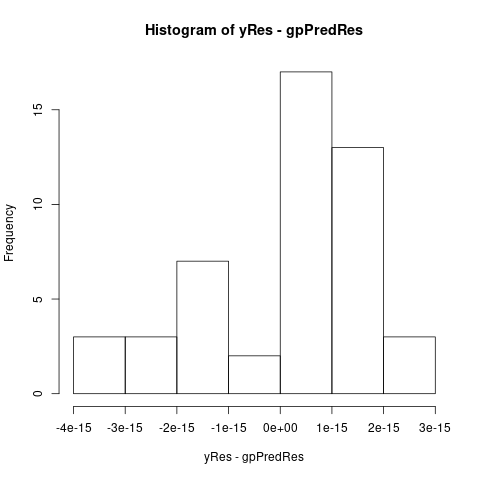 Histogram of yRes - gpPredRes
Frequency
15
10
5
0
-4e-15 -3e-15 -2e-15 -1e-15 0e+00 1e-15 2e-15 3e-15
yRes - gpPredRes